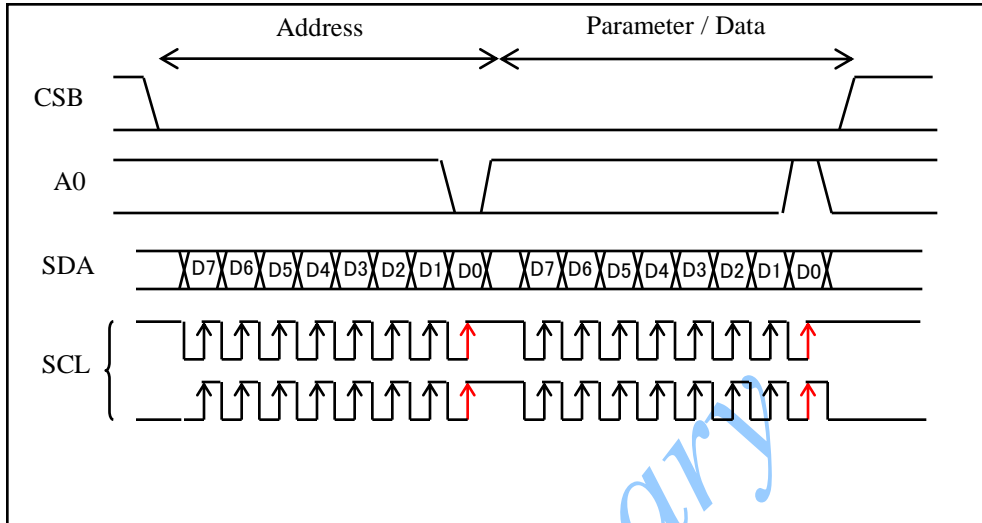 Address
Parameter / Data
CSB
A0
SDA
D7 D6 D5 D4 D3 D2 D1 D0 D7 D6 D5 D4 D3 D2 D1 D0
SCL
ary